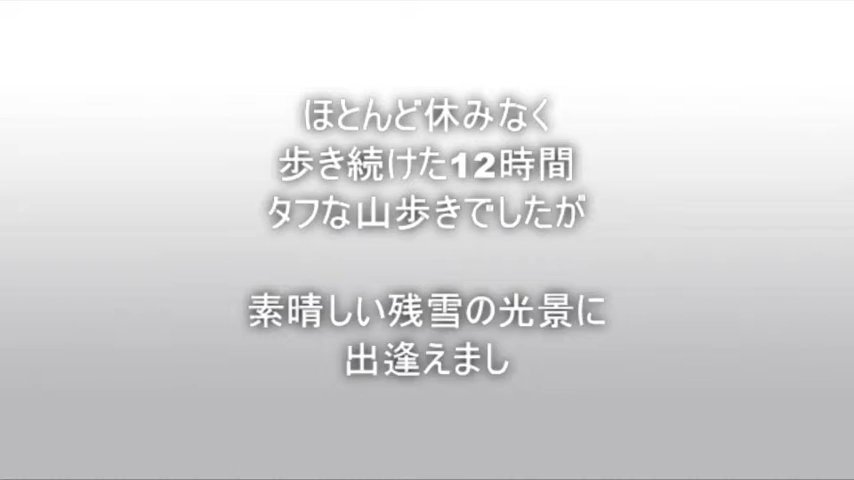 ほとんど休みなく
歩き続けた12時間
タフな山歩きでしたが
素晴しい残雪の光景に
出逢えまし